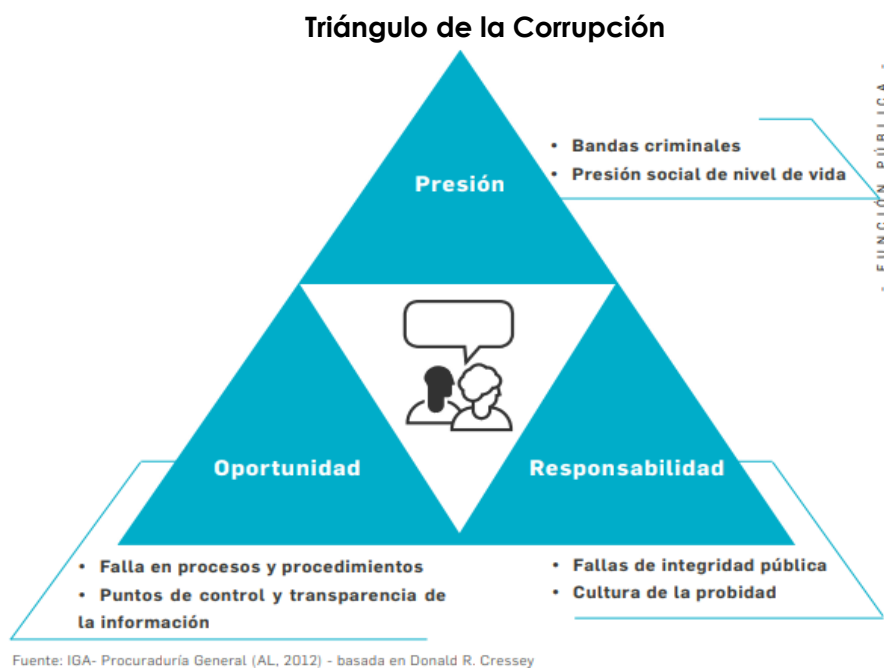 Triángulo de la Corrupción
Presión
• Bandas criminales
• Presión social de nivel de vida
- FUNCIÓN PÚBLICA -
Oportunidad
Responsabilidad
• Falla en procesos y procedimientos
• Puntos de control y transparencia de
la información
• Fallas de integridad pública
• Cultura de la probidad
Fuente: IGA- Procuraduría General (AL, 2012) - basada en Donald R. Cressey